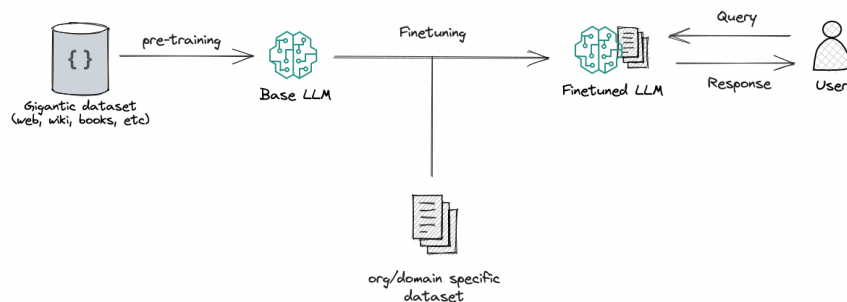 {}
pre-training
Finetuning
Query
Response
Gigantic dataset
(web, wiki, books, etc)
Base LLM
Finetuned LLM
User
org/domain specific
dataset